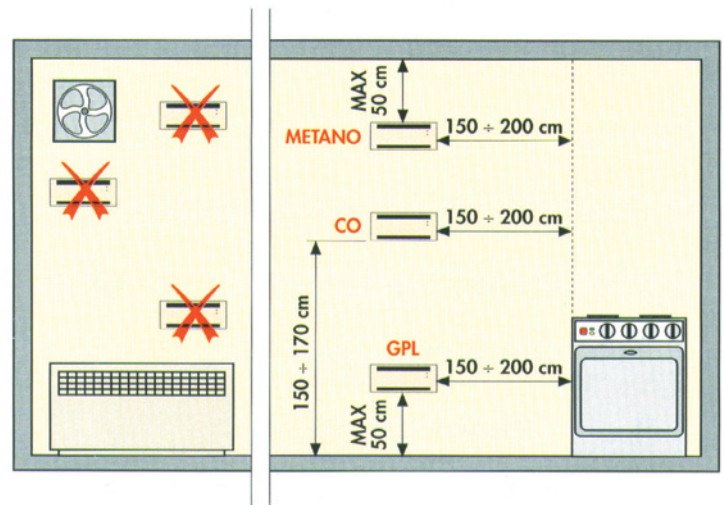 MAX
50 cm
METANO
150 ÷ 200 cm
CO
150 ÷ 200 cm
150 ÷ 170 cm
GPL
150 ÷ 200 cm
MAX
50 cm